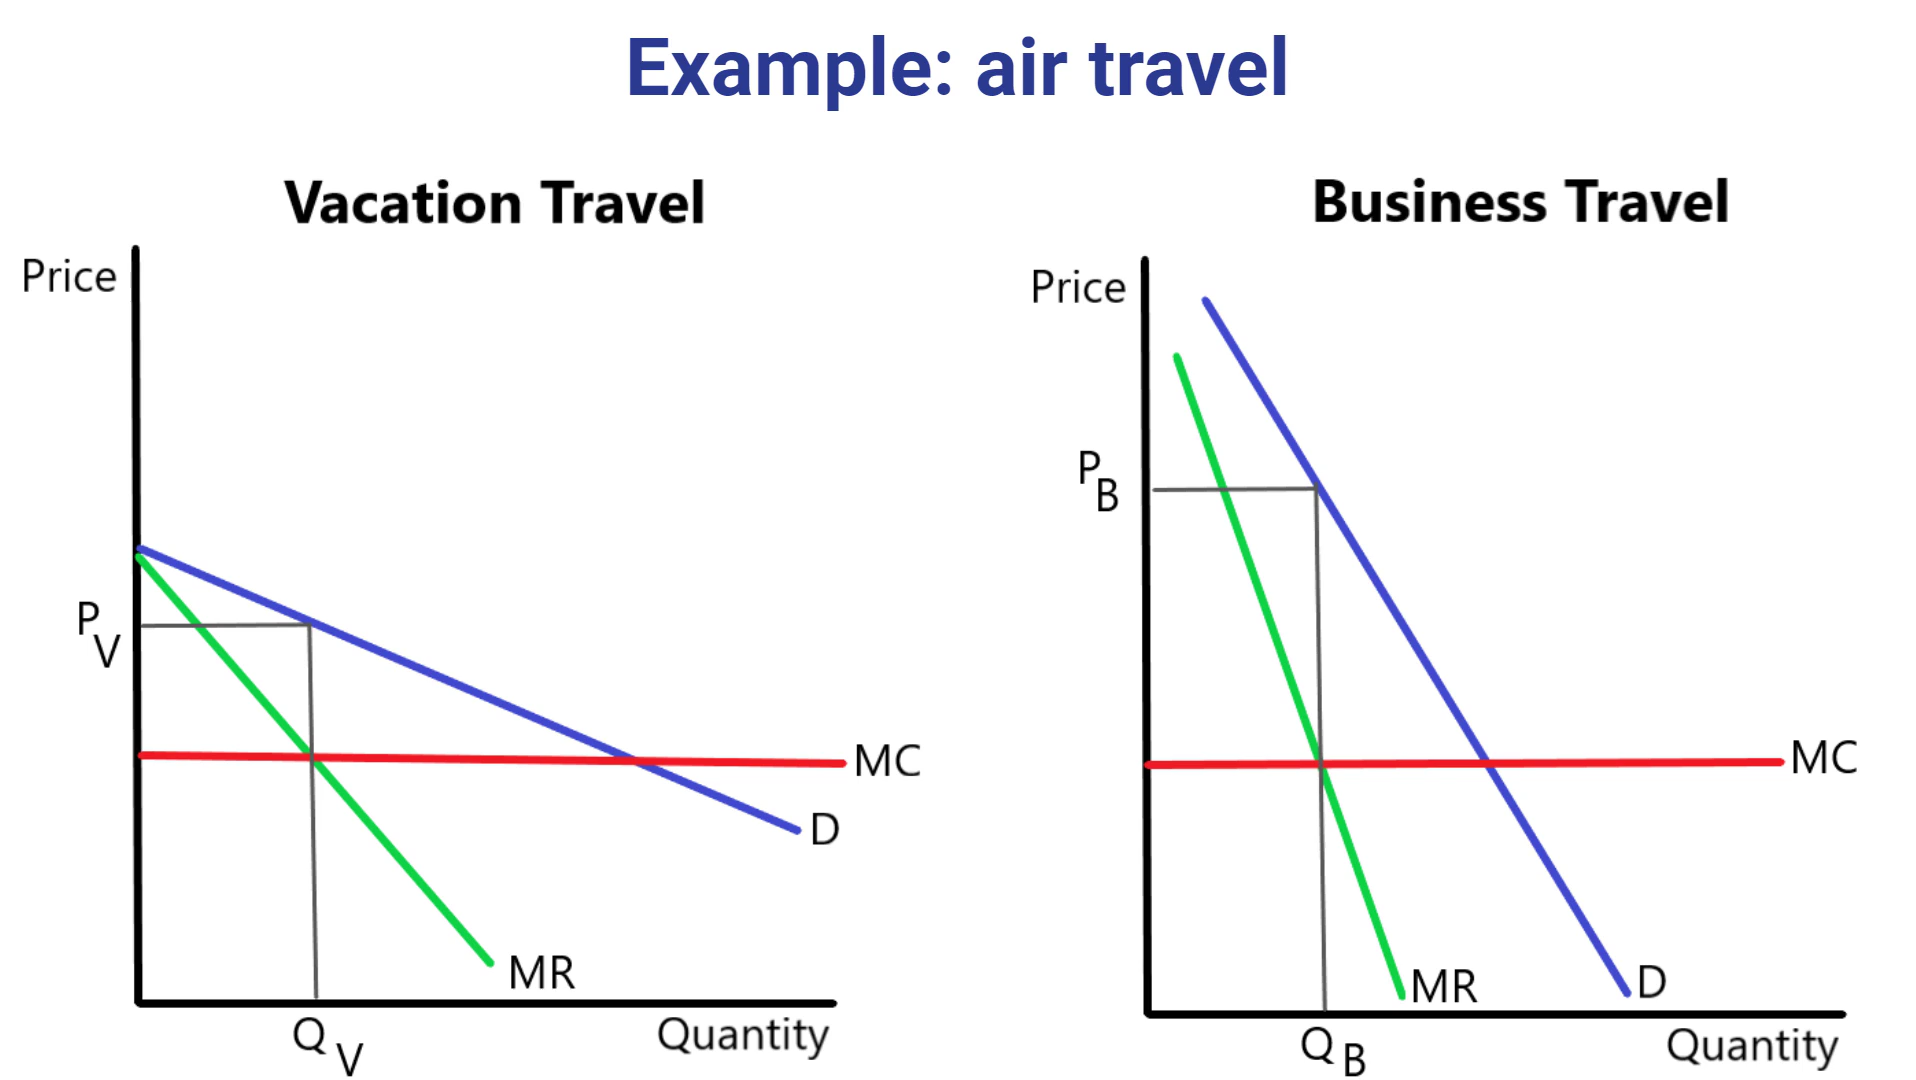 Example: air travel
Vacation Travel
Price
P
V
MC
D
MR
Q
V
Quantity
Business Travel
Price
P
B
MC
D
MR
Q
B
Quantity